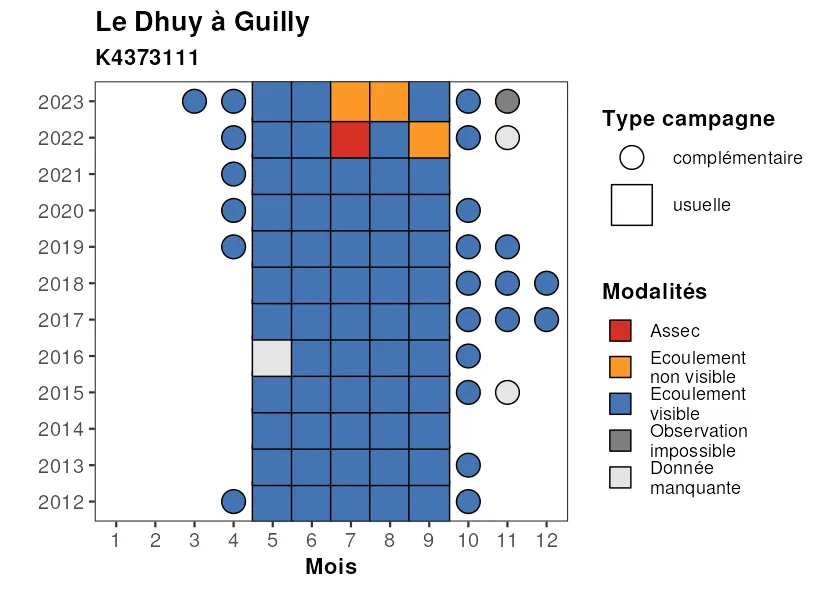 Le Dhuy à Guilly
K4373111
2023
2022
2021
2020
2019
2018
2017
2016
2015
2014
2013
2012
1 2 3 4 5 6 7 8 9 10 11 12
Mois
Type campagne
complémentaire
usuelle
Modalités
Assec
Ecoulement
non visible
Ecoulement
visible
Observation
impossible
Donnée
manquante